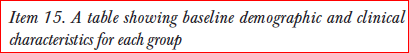 Item 15. A table showing baseline demographic and clinical
characteristics for each group